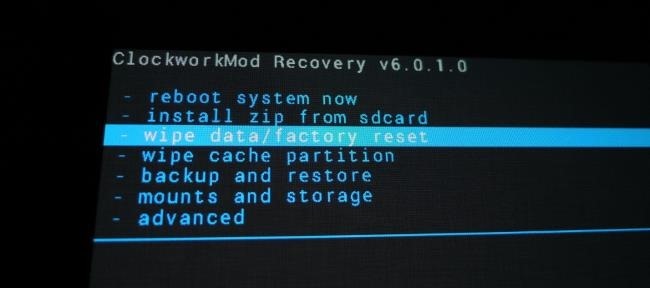 ClockworkMod Recovery v6.0.1.0
- reboot system now
- install zip from sdcard
- wipe data/factory reset
- wipe cache partition
- backup and restore
- mounts and storage
- advanced